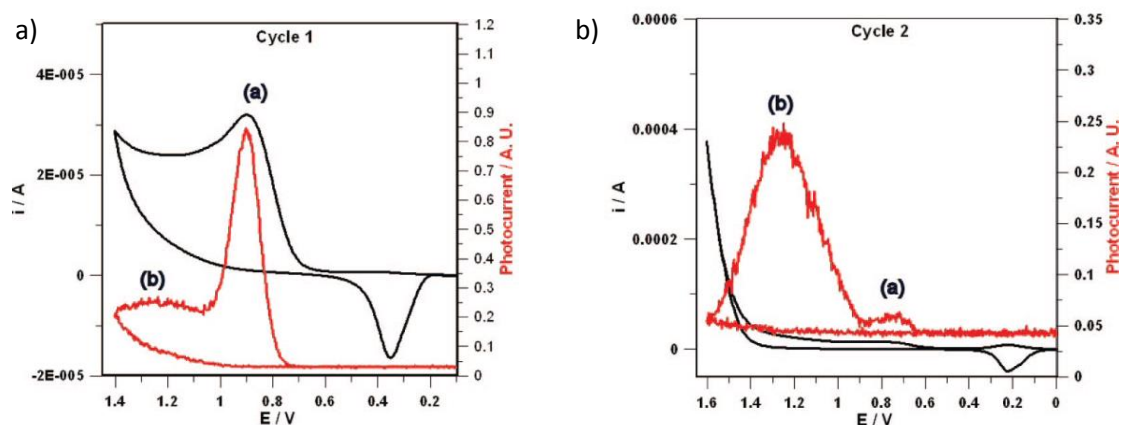 a)
Cycle 1
(a)
(b)
4E-005
2E-005
0
-2E-005
i / A
1.4 1.2 1 0.8 0.6 0.4 0.2
E / V
1.2
1.1
1
0.9
0.8
0.7
0.6
0.5
0.4
0.3
0.2
0.1
0
Photocurrent / A. U.
b)
Cycle 2
(b)
(a)
0.0006
0.0004
0.0002
0
i / A
1.6 1.4 1.2 1 0.8 0.6 0.4 0.2 0
E / V
0.35
0.3
0.25
0.2
0.15
0.1
0.05
0
Photocurrent / A. U.